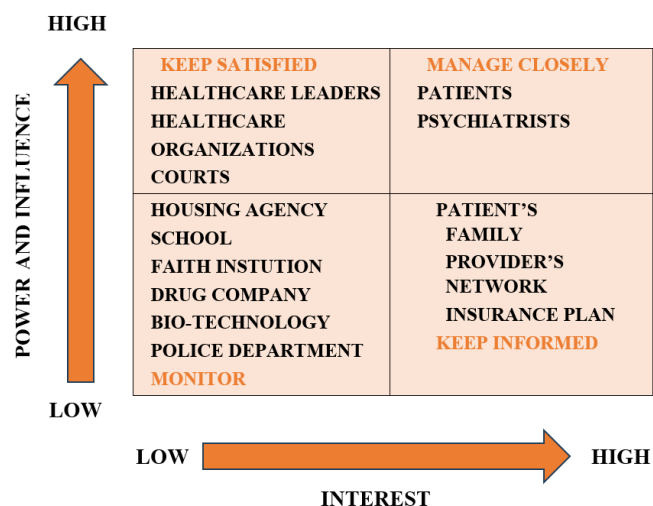 HIGH
KEEP SATISFIED
HEALTHCARE LEADERS
HEALTHCARE
ORGANIZATIONS
COURTS
MANAGE CLOSELY
PATIENTS
PSYCHIATRISTS
POWER AND INFLUENCE
HOUSING AGENCY
SCHOOL
FAITH INSTUTION
DRUG COMPANY
BIO-TECHNOLOGY
POLICE DEPARTMENT
MONITOR
PATIENT'S
FAMILY
PROVIDER'S
NETWORK
INSURANCE PLAN
KEEP INFORMED
LOW
LOW
HIGH
INTEREST